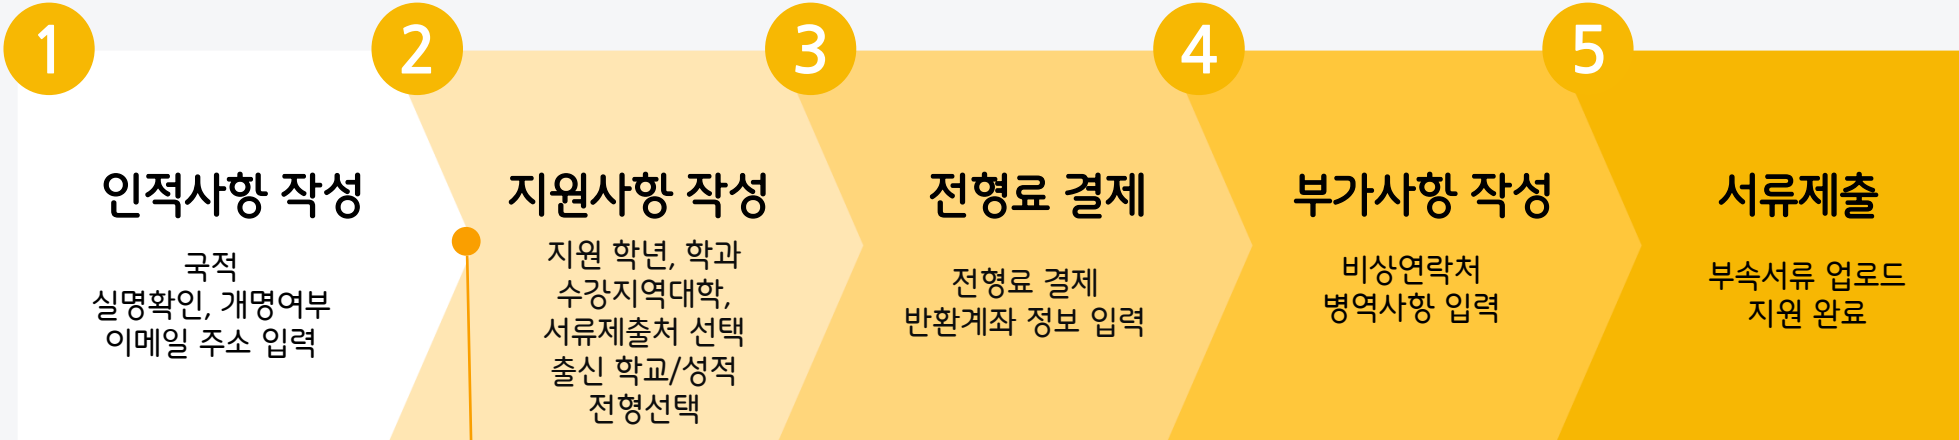 1
인적사항 작성
국적
실명확인, 개명여부
이메일 주소 입력
2
지원사항 작성
지원 학년, 학과
수강지역대학,
서류제출처 선택
출신 학교/성적
전형선택
3
전형료 결제
전형료 결제
반환계좌 정보 입력
4
부가사항 작성
비상연락처
병역사항 입력
5
서류제출
부속서류 업로드
지원 완료